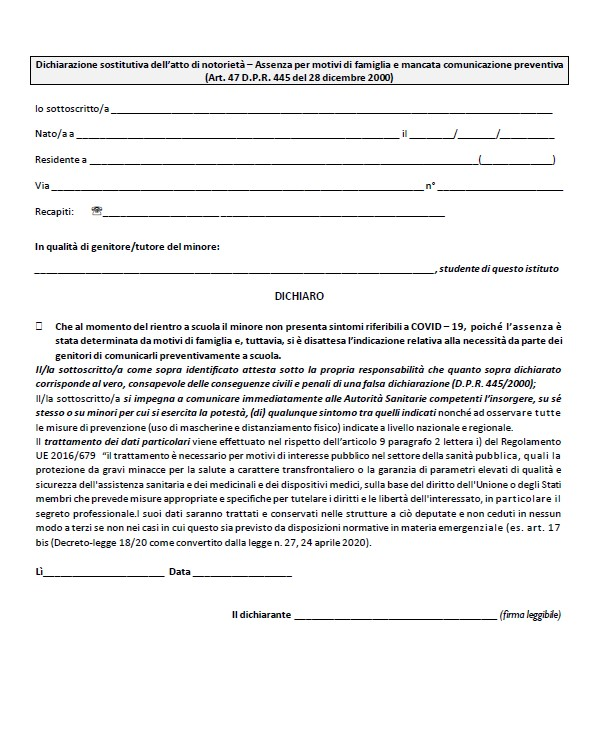 Dichiarazione sostitutiva dell'atto di notorietà – Assenza per motivi di famiglia e mancata comunicazione preventiva
(Art. 47 D.P.R. 445 del 28 dicembre 2000)
Io sottoscritto/a ______________________________
Nato/a a ______________________________ il ________/_______/__________
Residente a ______________________________(_____________)
Via ______________________________ n° ______________________
Recapiti: ☏______________________________
In qualità di genitore/tutore del minore:
______________________________, studente di questo istituto
DICHIARO
☐ Che al momento del rientro a scuola il minore non presenta sintomi riferibili a COVID – 19, poiché l'assenza è
stata determinata da motivi di famiglia e, tuttavia, si è disattesa l'indicazione relativa alla necessità da parte dei
genitori di comunicarli preventivamente a scuola.
Il/la sottoscritto/a come sopra identificato attesta sotto la propria responsabilità che quanto sopra dichiarato
corrisponde al vero, consapevole delle conseguenze civili e penali di una falsa dichiarazione (D.P.R. 445/2000);
Il/la sottoscritto/a si impegna a comunicare immediatamente alle Autorità Sanitarie competenti l'insorgere, su sé
stesso o su minori per cui si esercita la potestà, (di) qualunque sintomo tra quelli indicati nonché ad osservare tutte
le misure di prevenzione (uso di mascherine e distanziamento fisico) indicate a livello nazionale e regionale.
Il trattamento dei dati particolari viene effettuato nel rispetto dell'articolo 9 paragrafo 2 lettera i) del Regolamento
UE 2016/679 "il trattamento è necessario per motivi di interesse pubblico nel settore della sanità pubblica, quali la
protezione da gravi minacce per la salute a carattere transfrontaliero o la garanzia di parametri elevati di qualità e
sicurezza dell'assistenza sanitaria e dei medicinali e dei dispositivi medici, sulla base del diritto dell'Unione o degli Stati
membri che prevede misure appropriate e specifiche per tutelare i diritti e le libertà dell'interessato, in particolare il
segreto professionale.I suoi dati saranno trattati e conservati nelle strutture a ciò deputate e non ceduti in nessun
modo a terzi se non nei casi in cui questo sia previsto da disposizioni normative in materia emergenziale (es. art. 17
bis (Decreto-legge 18/20 come convertito dalla legge n. 27, 24 aprile 2020).
Lì______________________ Data __________________
Il dichiarante ______________________________ (firma leggibile)